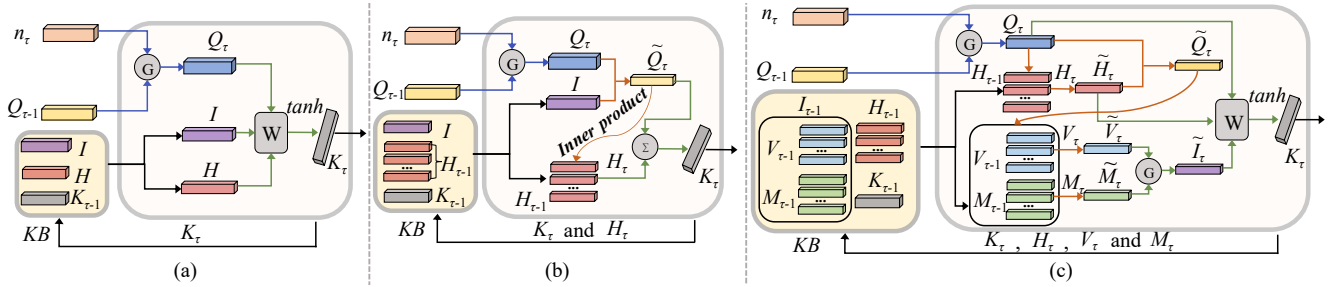 n_τ
Q_τ
G
tanh
Q_τ-1
I
W
I
H
K_τ
H
K_τ-1
KB
K_τ
(a)
n_τ
Q_τ
Q̃_τ
G
I
Q_τ-1
Inner product
I
H_τ
Σ
H_τ-1
...
...
K_τ
K_τ-1
H_τ-1
KB
K_τ and H_τ
(b)
n_τ
Q_τ
Q̃_τ
G
H_τ-1
H_τ
H̃_τ
tanh
Q_τ-1
...
I_τ-1
H_τ-1
W
V_τ
Ṽ_τ
V_τ-1
...
...
V_τ-1
...
G
Ĩ_τ
K_τ
M_τ-1
...
K_τ-1
M_τ-1
...
M_τ
M̃_τ
KB
K_τ , H_τ , V_τ and M_τ
(c)